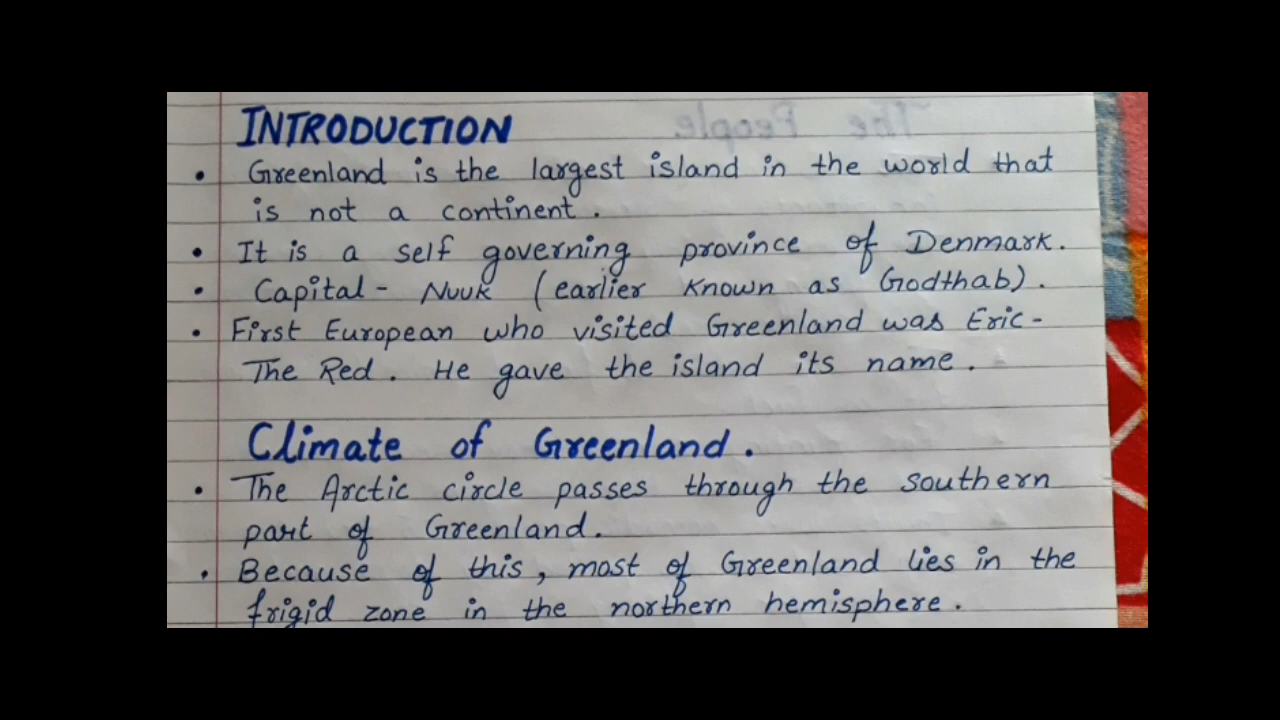 The People
INTRODUCTION
• Greenland is the largest island in the world that
is not a continent.
• It is a self governing province of Denmark.
• Capital - Nuuk (earlier known as Godthab).
• First European who visited Greenland was Eric-
The Red. He gave the island its name.
Climate of Greenland.
• The Arctic circle passes through the southern
part of Greenland.
• Because of this, most of Greenland lies in the
frigid zone in the northern hemisphere.